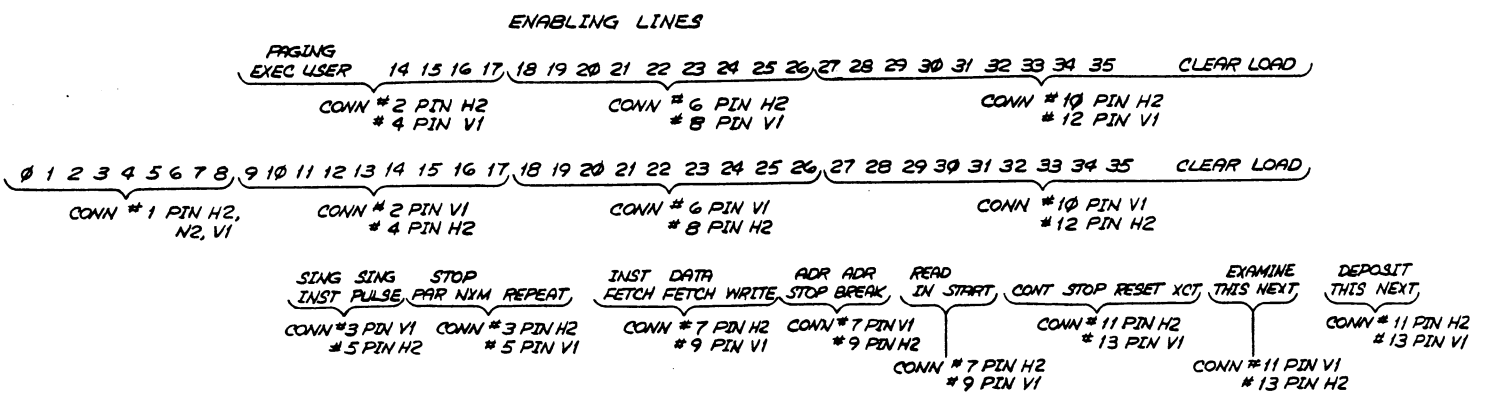 ENABLING LINES
PAGING
EXEC USER 14 15 16 17 18 19 2Ø 21 22 23 24 25 26 27 28 29 3Ø 31 32 33 34 35 CLEAR LOAD
CONN #2 PIN H2 CONN #6 PIN H2 CONN #1Ø PIN H2
#4 PIN V1 #8 PIN V1 #12 PIN V1
Ø 1 2 3 4 5 6 7 8 9 1Ø 11 12 13 14 15 16 17 18 19 2Ø 21 22 23 24 25 26 27 28 29 3Ø 31 32 33 34 35 CLEAR LOAD
CONN #1 PIN H2, CONN #2 PIN V1 CONN #6 PIN V1 CONN #1Ø PIN V1
N2, V1 #4 PIN H2 #8 PIN H2 #12 PIN H2
SING SING STOP INST DATA ADR ADR READ EXAMINE DEPOSIT
INST PULSE PAR NXM REPEAT FETCH FETCH WRITE STOP BREAK IN START CONT STOP RESET XCT THIS NEXT THIS NEXT
CONN #3 PIN V1 CONN #3 PIN H2 CONN #7 PIN H2 CONN #7 PIN V1 CONN #11 PIN H2 CONN #11 PIN H2
#5 PIN H2 #5 PIN V1 #9 PIN V1 #9 PIN H2 #13 PIN V1 #13 PIN V1
CONN #7 PIN H2 CONN #11 PIN V1
#9 PIN V1 #13 PIN H2